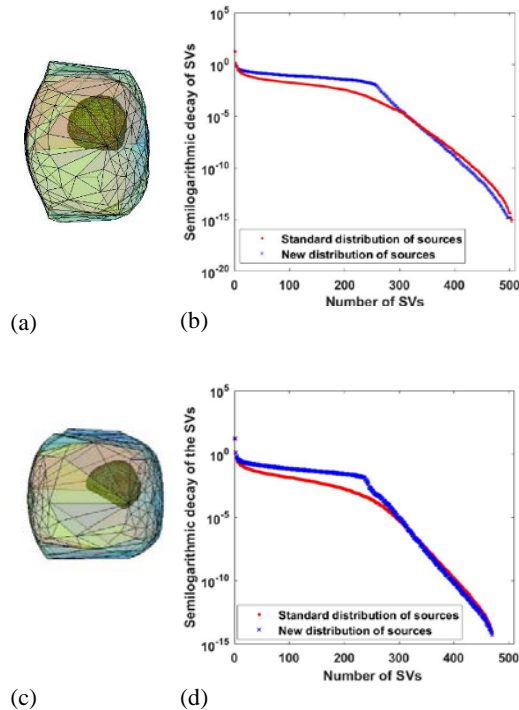 10^5
10^0
10^-5
10^-10
10^-15
10^-20
Semilogarithmic decay of SVs
Standard distribution of sources
New distribution of sources
0 100 200 300 400 500
Number of SVs
(a) (b)
10^5
10^0
10^-5
10^-10
10^-15
Semilogarithmic decay of the SVs
Standard distribution of sources
New distribution of sources
0 100 200 300 400 500
Number of SVs
(c) (d)